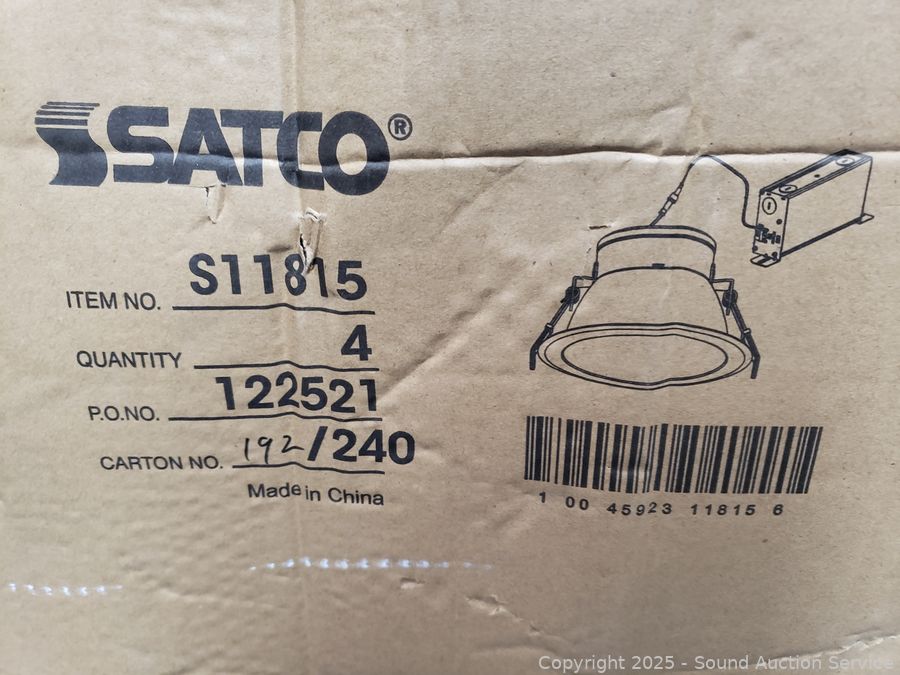 SATCO®
ITEM NO. S11815
QUANTITY 4
P.O.NO. 122521
CARTON NO. 192/240
Made in China
1 00 45923 11815 6
Copyright 2025 - Sound Auction Service